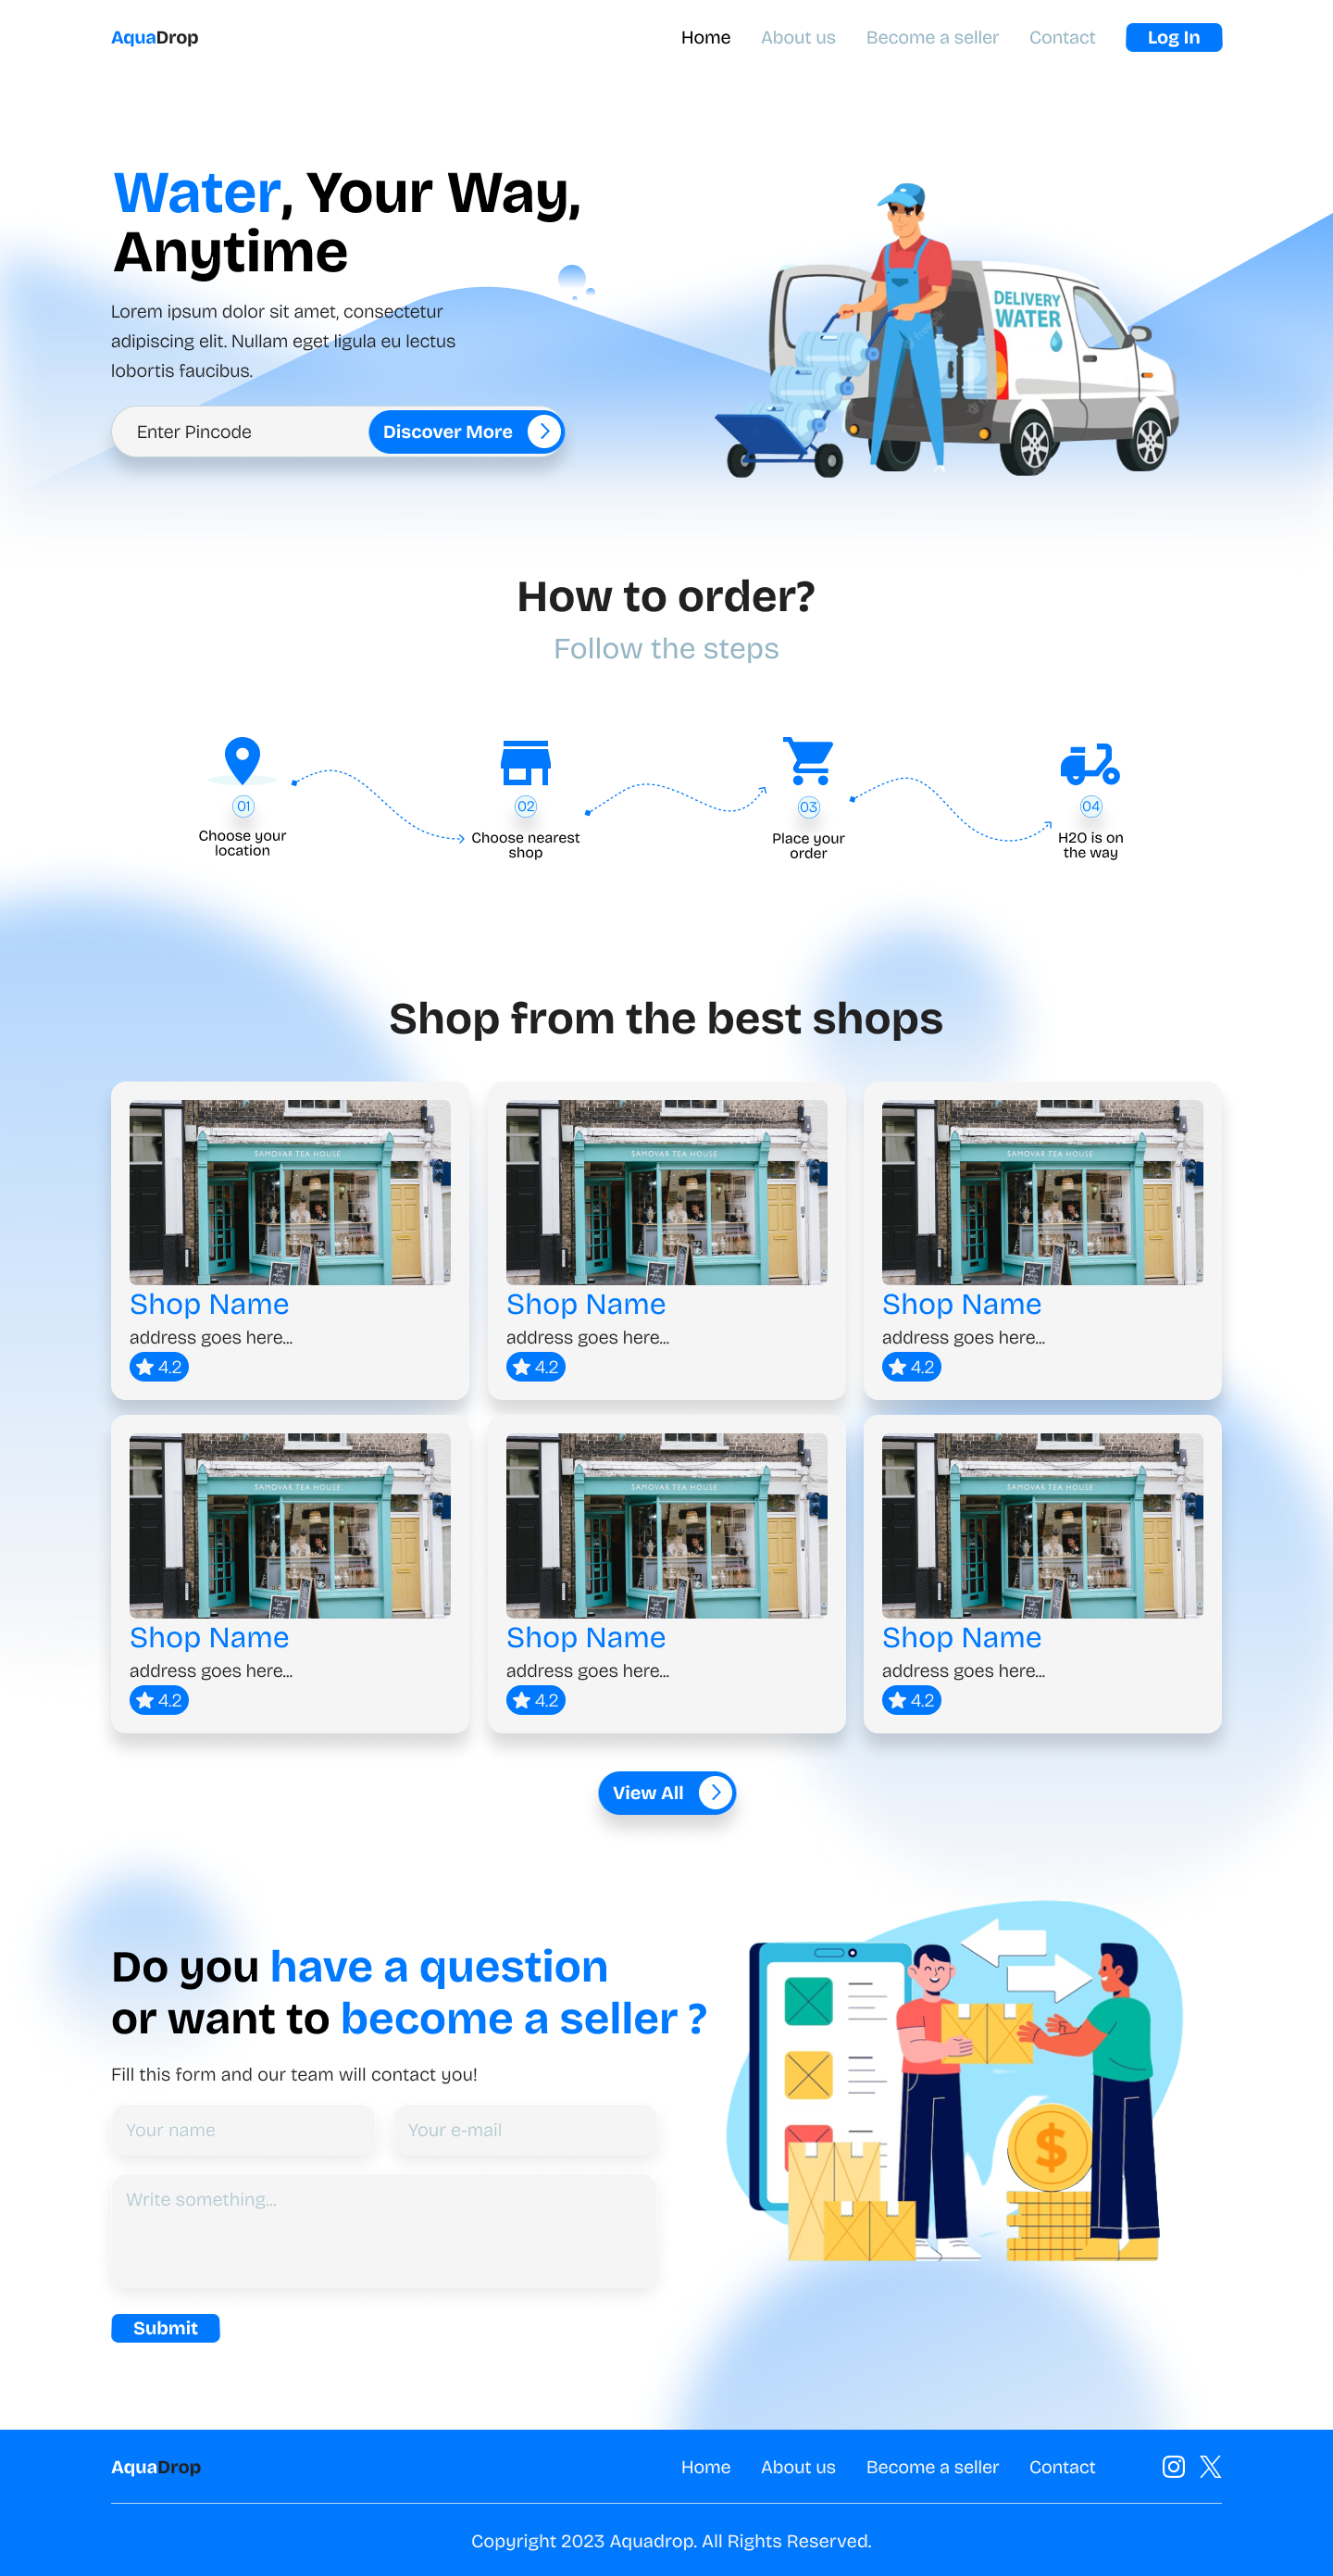 AquaDrop
Home About us Become a seller Contact Log In
Water, Your Way,
Anytime
Lorem ipsum dolor sit amet, consectetur
adipiscing elit. Nullam eget ligula eu lectus
lobortis faucibus.
Enter Pincode Discover More
DELIVERY
WATER
How to order?
Follow the steps
01 02 03 04
Choose your
location
Choose nearest
shop
Place your
order
H2O is on
the way
Shop from the best shops
SAMOVAR TEA HOUSE SAMOVAR TEA HOUSE SAMOVAR TEA HOUSE
Shop Name Shop Name Shop Name
address goes here... address goes here... address goes here...
4.2 4.2 4.2
SAMOVAR TEA HOUSE SAMOVAR TEA HOUSE SAMOVAR TEA HOUSE
Shop Name Shop Name Shop Name
address goes here... address goes here... address goes here...
4.2 4.2 4.2
View All
Do you have a question
or want to become a seller ?
Fill this form and our team will contact you!
Your name Your e-mail
Write something...
Submit
$
AquaDrop
Home About us Become a seller Contact
Copyright 2023 Aquadrop. All Rights Reserved.